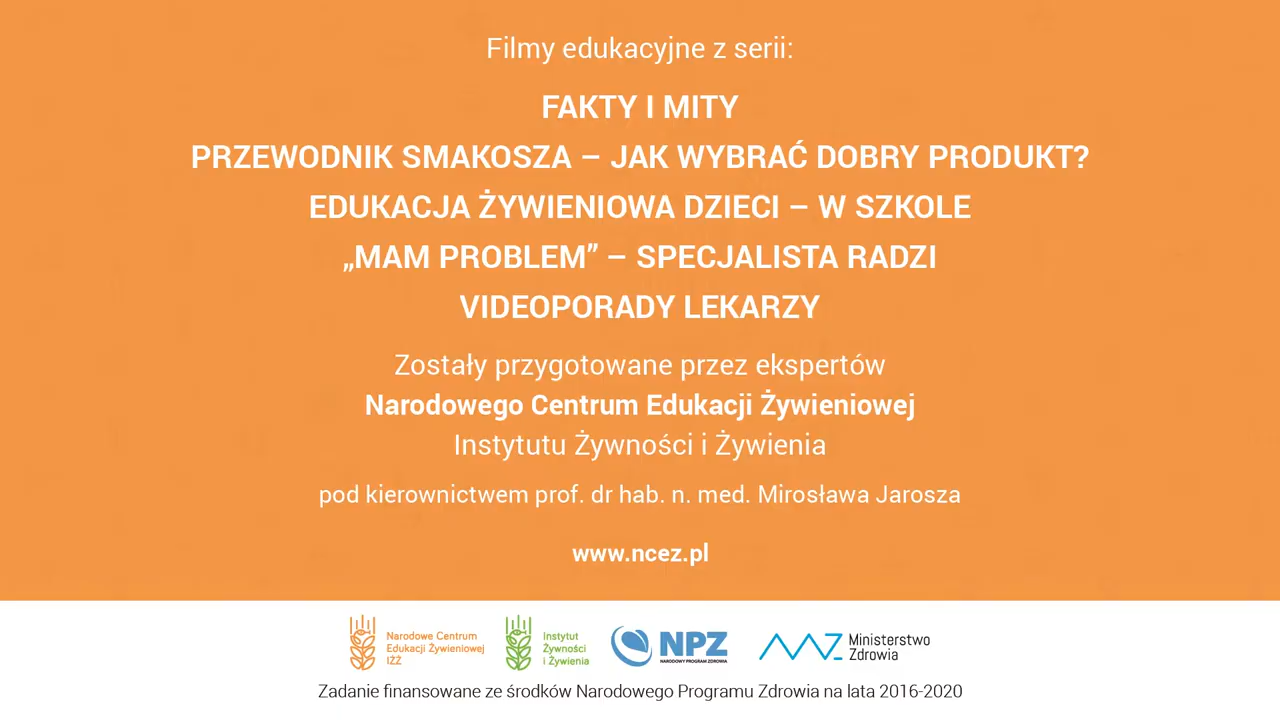 Filmy edukacyjne z serii:
FAKTY I MITY
PRZEWODNIK SMAKOSZA – JAK WYBRAĆ DOBRY PRODUKT?
EDUKACJA ŻYWIENIOWA DZIECI – W SZKOLE
„MAM PROBLEM” – SPECJALISTA RADZI
VIDEOPORADY LEKARZY
Zostały przygotowane przez ekspertów
Narodowego Centrum Edukacji Żywieniowej
Instytutu Żywności i Żywienia
pod kierownictwem prof. dr hab. n. med. Mirosława Jarosza
www.ncez.pl
Narodowe Centrum
Edukacji Żywieniowej
IŻŻ
Instytut
Żywności
i Żywienia
NPZ
NARODOWY PROGRAM ZDROWIA
Ministerstwo
Zdrowia
Zadanie finansowane ze środków Narodowego Programu Zdrowia na lata 2016-2020